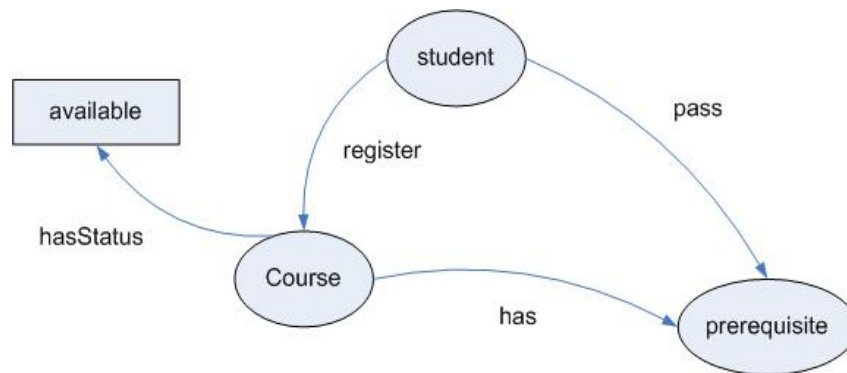 student
available
pass
register
hasStatus
Course
has
prerequisite